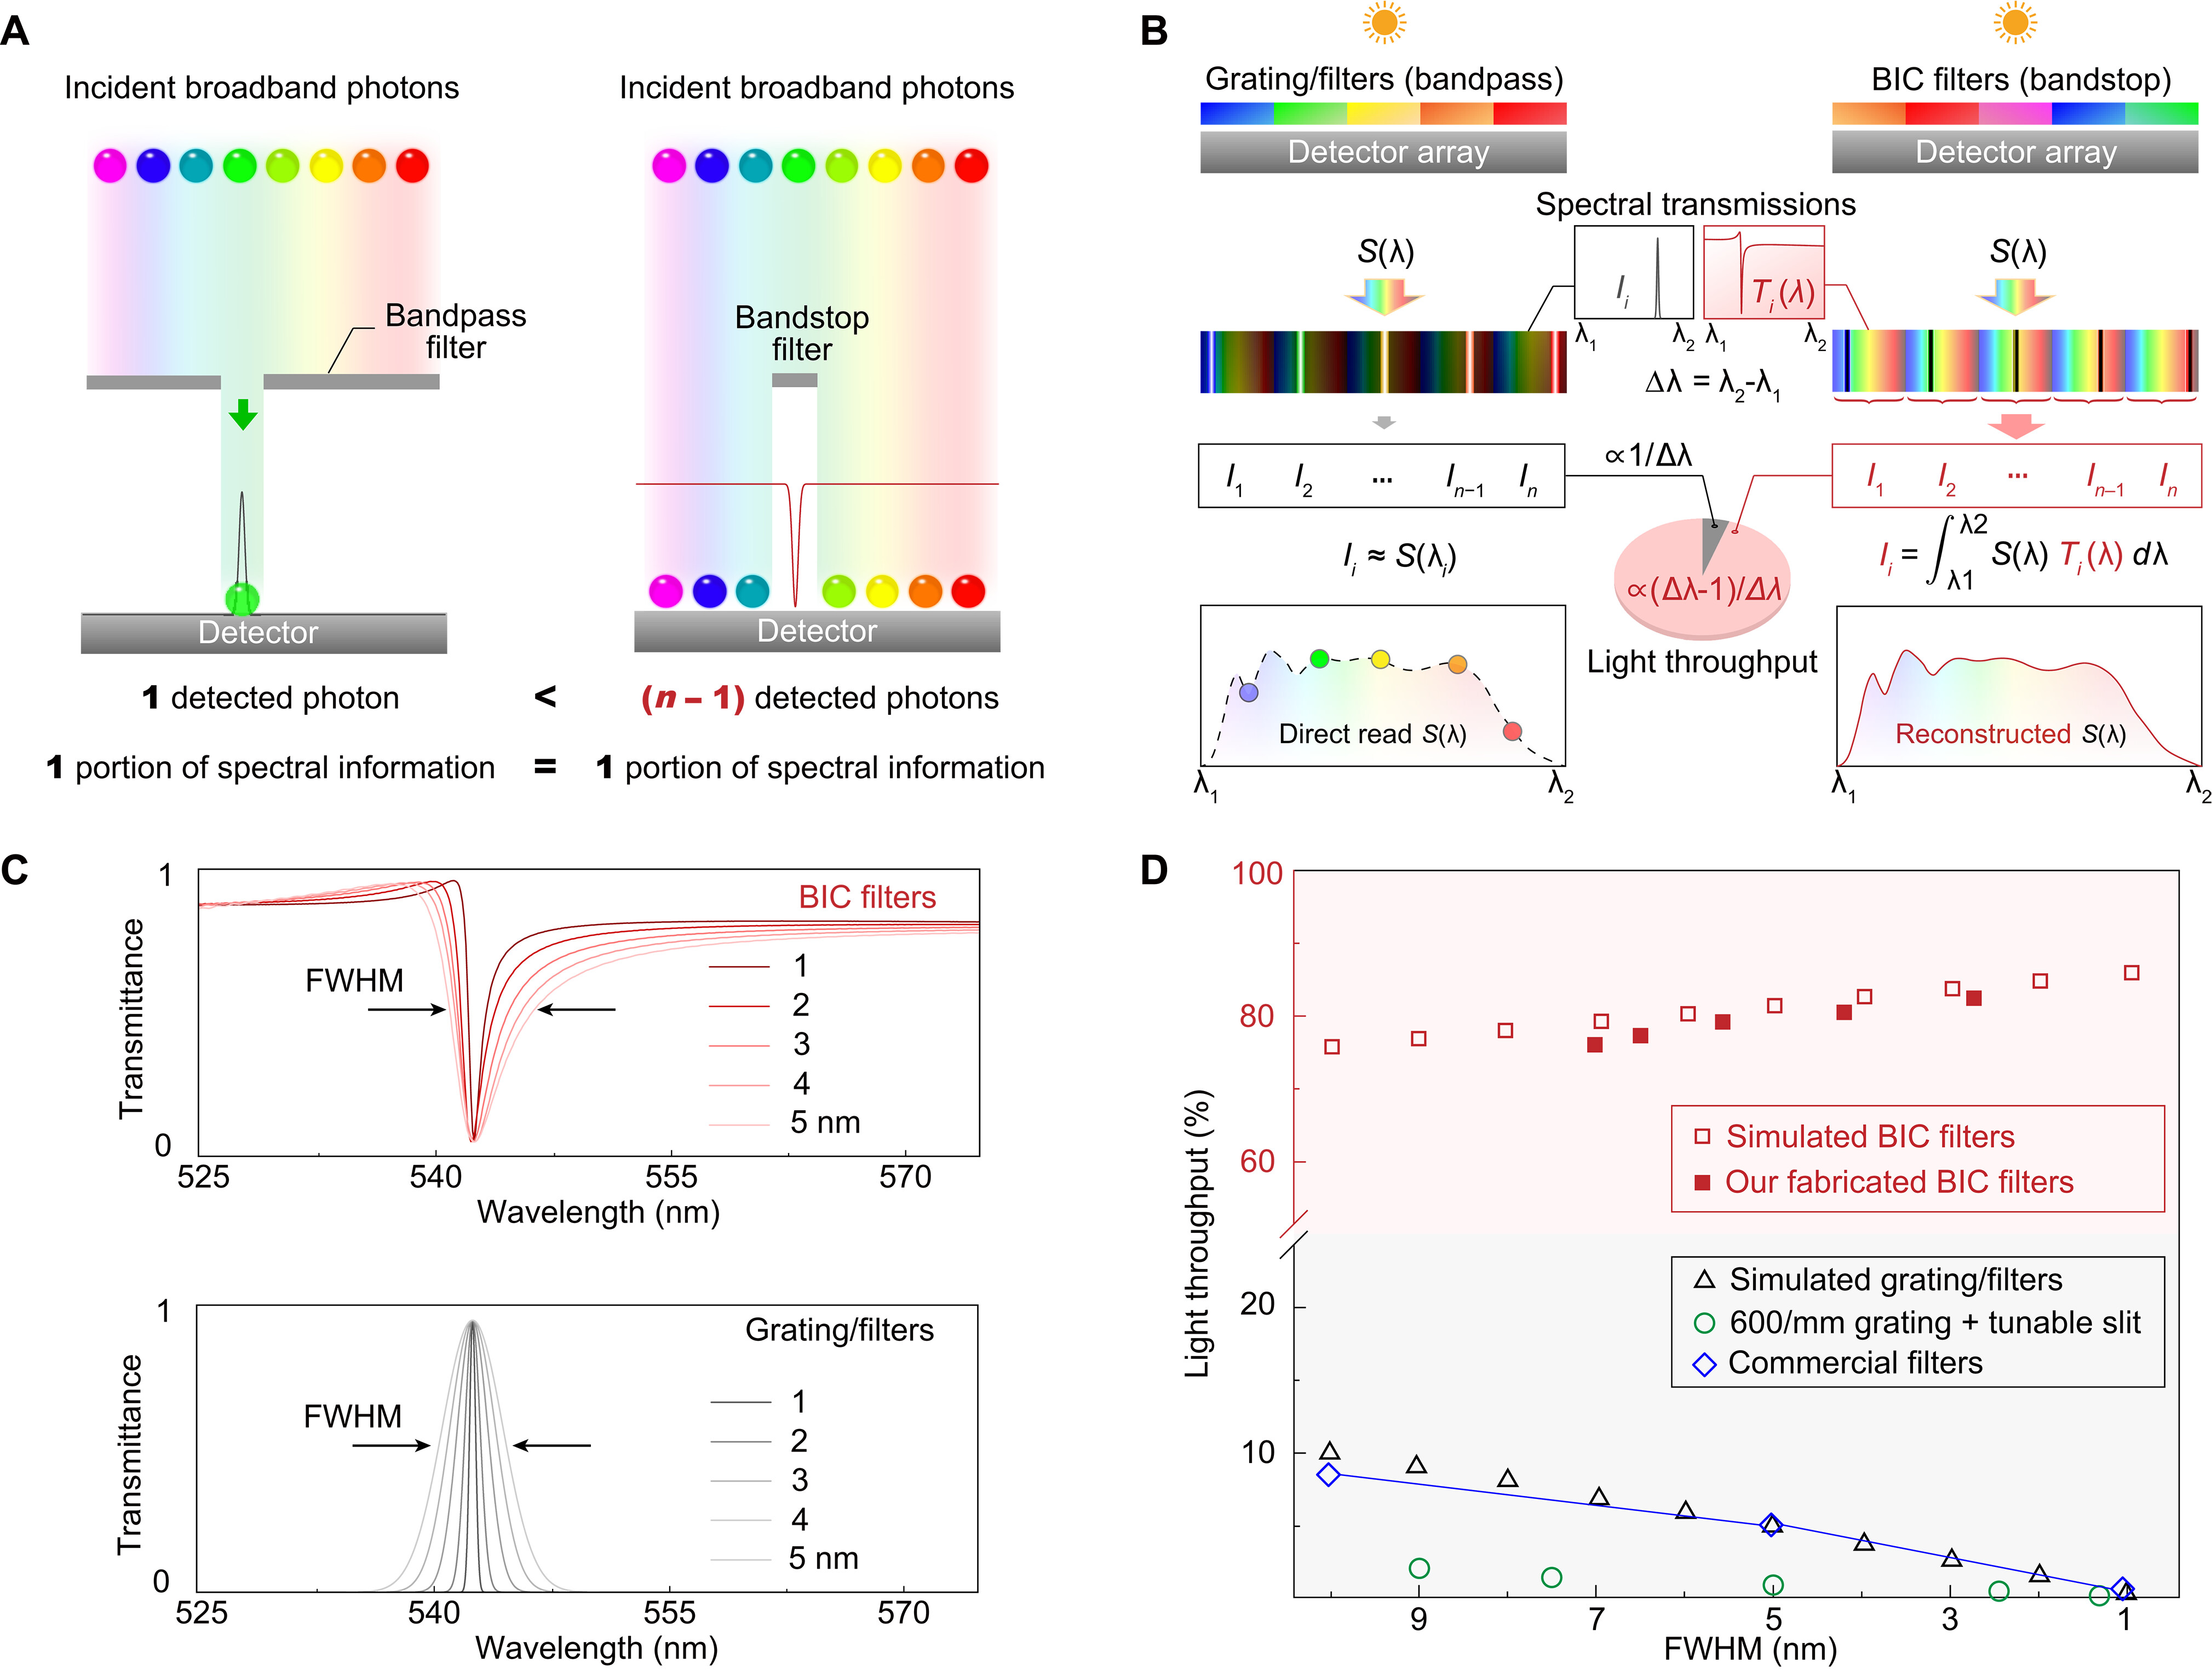 A
Incident broadband photons
Incident broadband photons
Bandpass
filter
Bandstop
filter
Detector
Detector
1 detected photon < (n – 1) detected photons
1 portion of spectral information = 1 portion of spectral information
B
Grating/filters (bandpass)
BIC filters (bandstop)
Detector array
Detector array
Spectral transmissions
S(λ)
S(λ)
Iᵢ
Tᵢ(λ)
λ₁ λ₂ λ₁ λ₂
Δλ = λ₂-λ₁
I₁ I₂ ... Iₙ₋₁ Iₙ
∝1/Δλ
I₁ I₂ ... Iₙ₋₁ Iₙ
Iᵢ ≈ S(λᵢ)
∝(Δλ-1)/Δλ
Iᵢ = ∫λ1λ2 S(λ) Tᵢ(λ) dλ
Light throughput
Direct read S(λ)
Reconstructed S(λ)
λ₁ λ₂
λ₁ λ₂
C
1
BIC filters
FWHM
1
2
3
4
5 nm
Transmittance
0
525 540 555 570
Wavelength (nm)
1
Grating/filters
FWHM
1
2
3
4
5 nm
Transmittance
0
525 540 555 570
Wavelength (nm)
D
100
80
60
20
10
Light throughput (%)
Simulated BIC filters
Our fabricated BIC filters
Simulated grating/filters
600/mm grating + tunable slit
Commercial filters
9 7 5 3 1
FWHM (nm)